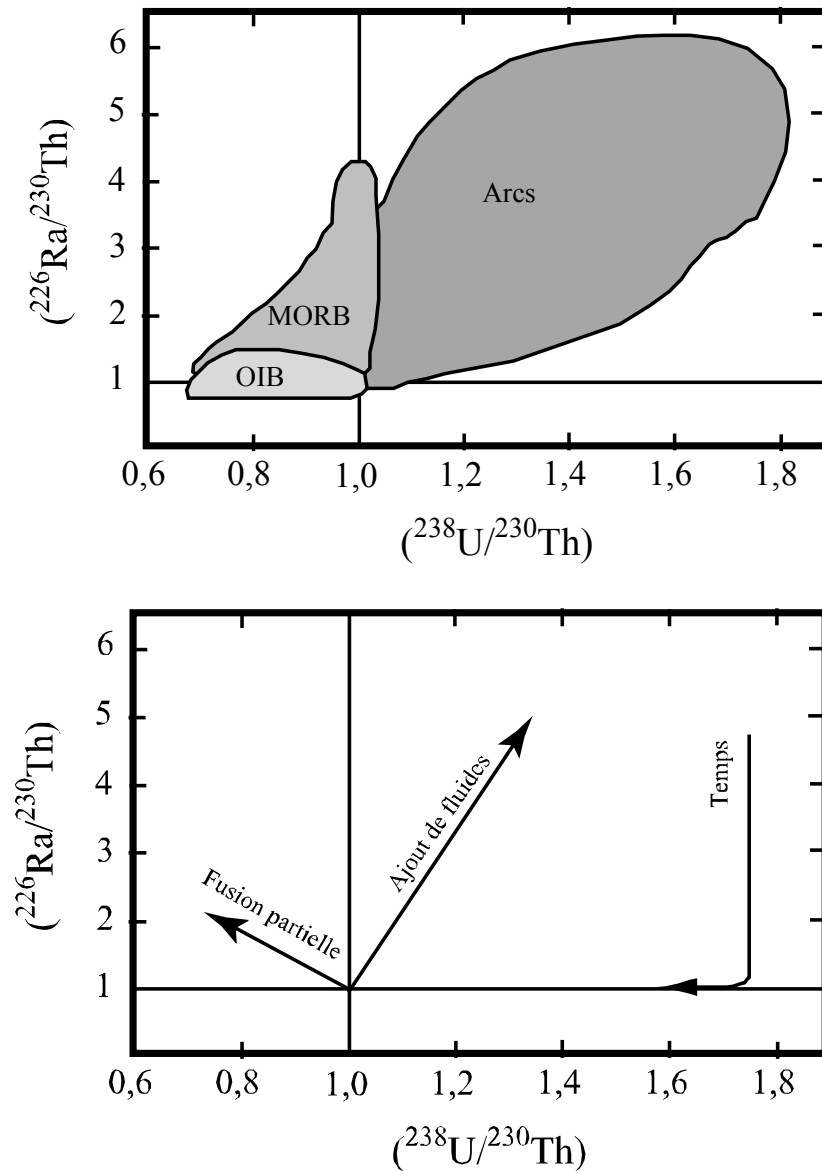 6
5
4
3
2
1
0
(²²⁶Ra/²³⁰Th)
Arcs
MORB
OIB
0,6 0,8 1,0 1,2 1,4 1,6 1,8
(²³⁸U/²³⁰Th)
6
5
4
3
2
1
0
(²²⁶Ra/²³⁰Th)
Fusion partielle
Ajout de fluides
Temps
0,6 0,8 1,0 1,2 1,4 1,6 1,8
(²³⁸U/²³⁰Th)